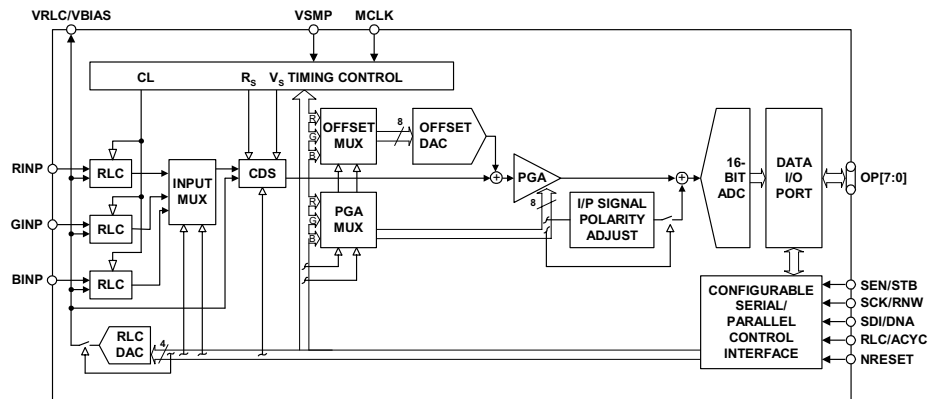 VRLC/VBIAS
VSMP
MCLK
CL
RS
VS
TIMING CONTROL
R
G
B
OFFSET
MUX
8
OFFSET
DAC
RINP
RLC
INPUT
MUX
CDS
PGA
16-
BIT
ADC
DATA
I/O
PORT
OP[7:0]
GINP
RLC
R
G
B
PGA
MUX
8
I/P SIGNAL
POLARITY
ADJUST
BINP
RLC
CONFIGURABLE
SERIAL/
PARALLEL
CONTROL
INTERFACE
SEN/STB
SCK/RNW
SDI/DNA
RLC/ACYC
NRESET
RLC
DAC
4